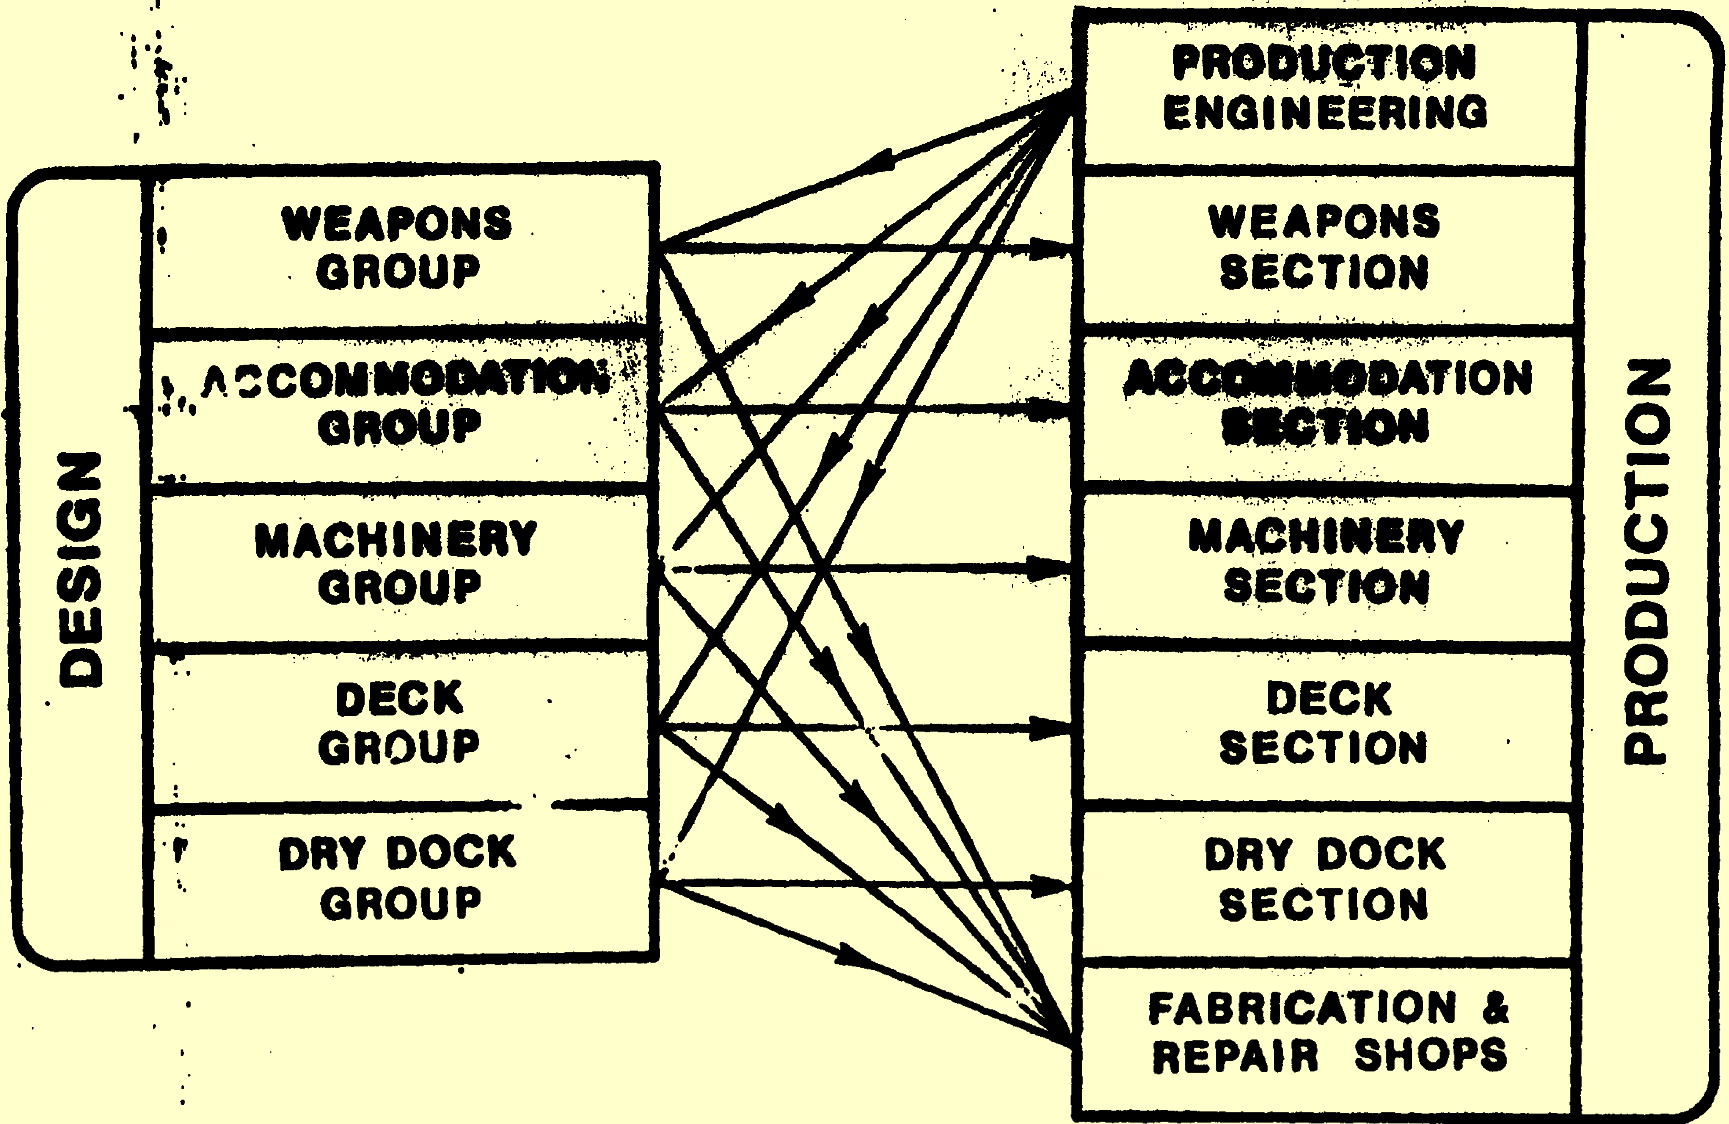 DESIGN
WEAPONS
GROUP
ACCOMMODATION
GROUP
MACHINERY
GROUP
DECK
GROUP
DRY DOCK
GROUP
PRODUCTION
ENGINEERING
WEAPONS
SECTION
ACCOMMODATION
SECTION
MACHINERY
SECTION
DECK
SECTION
DRY DOCK
SECTION
FABRICATION &
REPAIR SHOPS
PRODUCTION